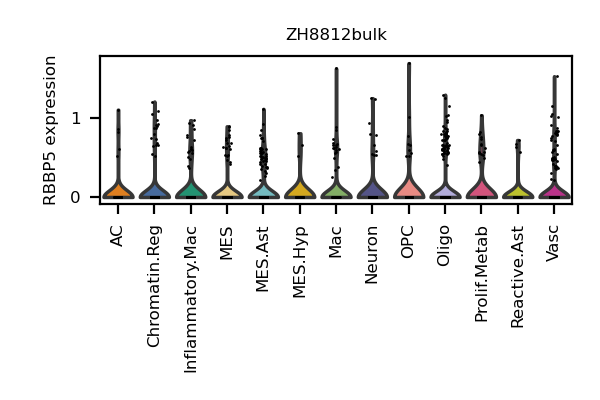 ZH8812bulk
RBBP5 expression
1
0
AC
Chromatin.Reg
Inflammatory.Mac
MES
MES.Ast
MES.Hyp
Mac
Neuron
OPC
Oligo
Prolif.Metab
Reactive.Ast
Vasc